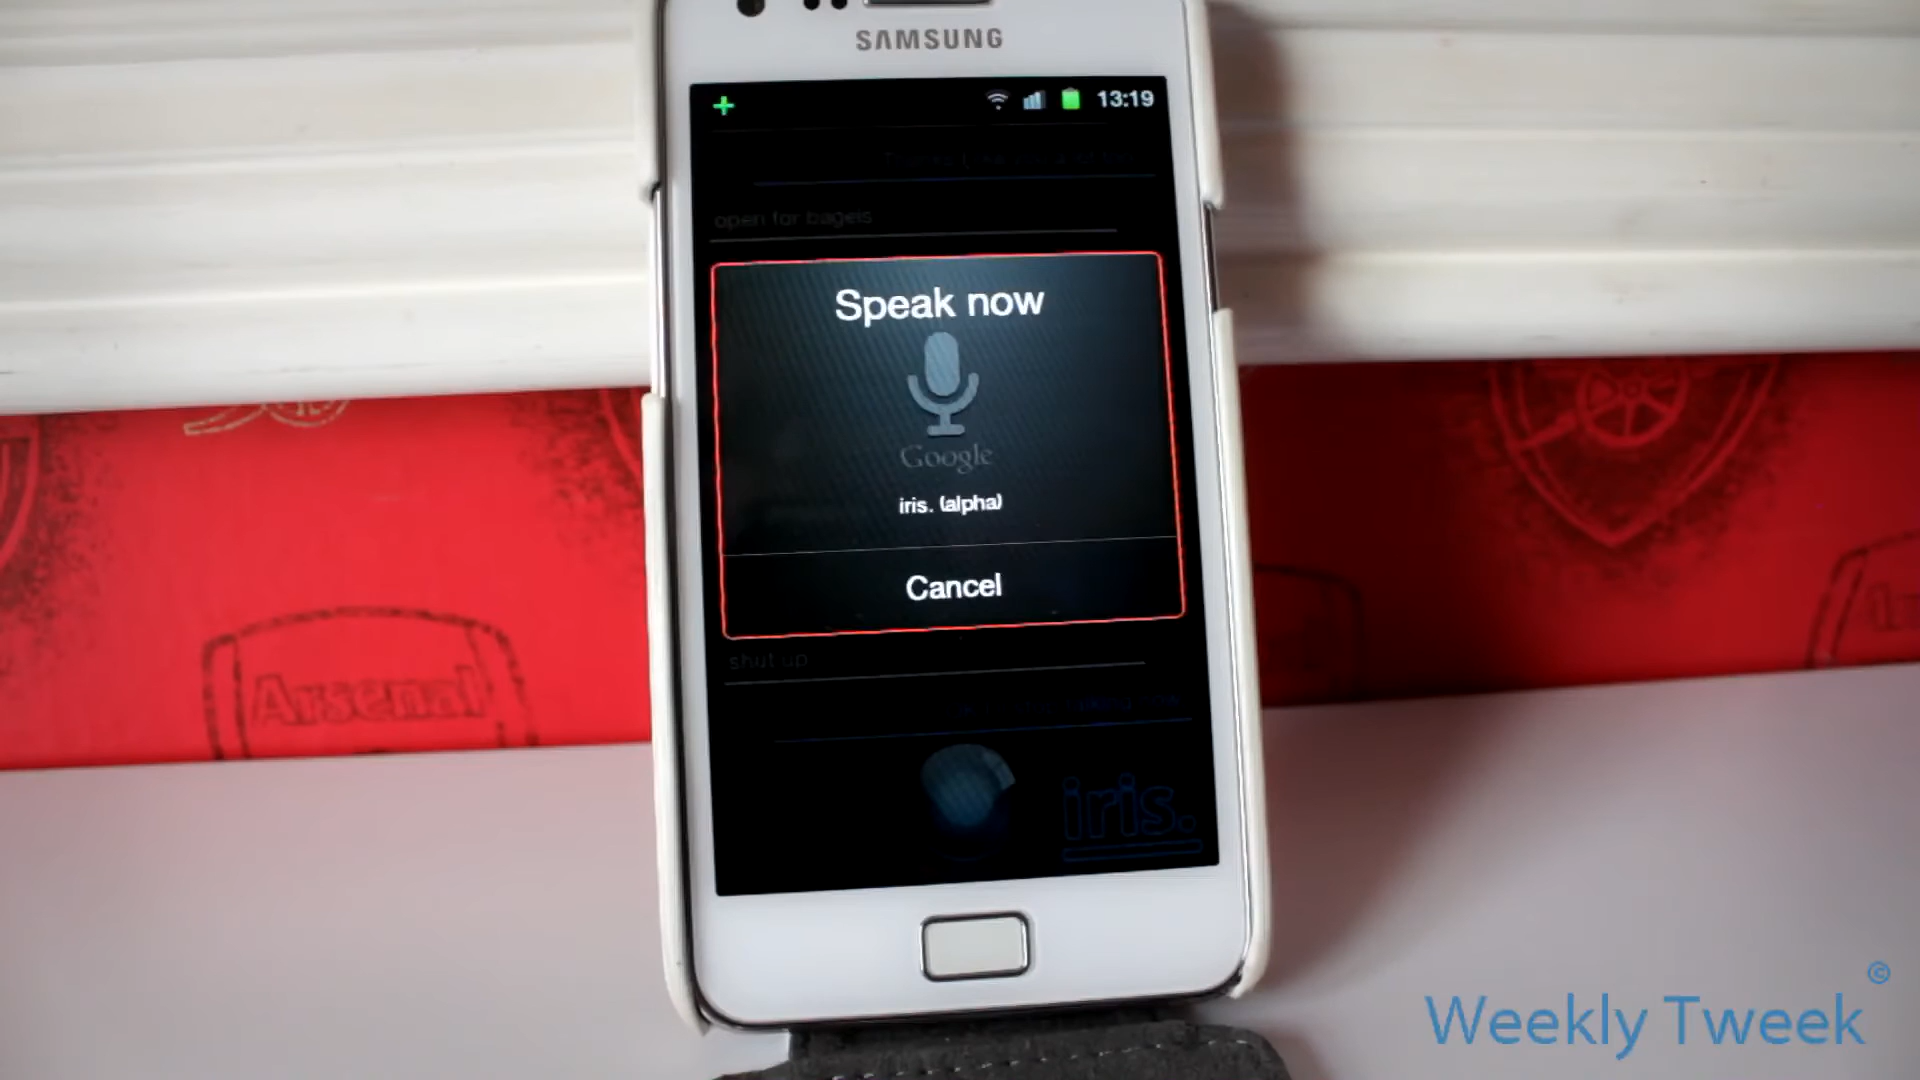 SAMSUNG
13:19
open for bagels
Speak now
Google
iris. (alpha)
Cancel
shut up
iris.
Arsenal
Weekly Tweek©